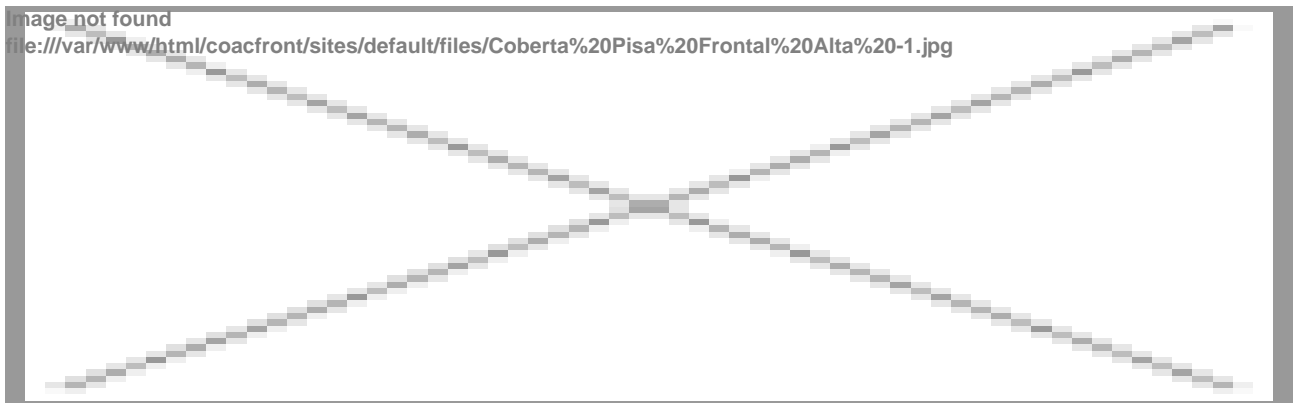 Image not found
file:///var/www/html/coacfront/sites/default/files/Coberta%20Pisa%20Frontal%20Alta%20-1.jpg